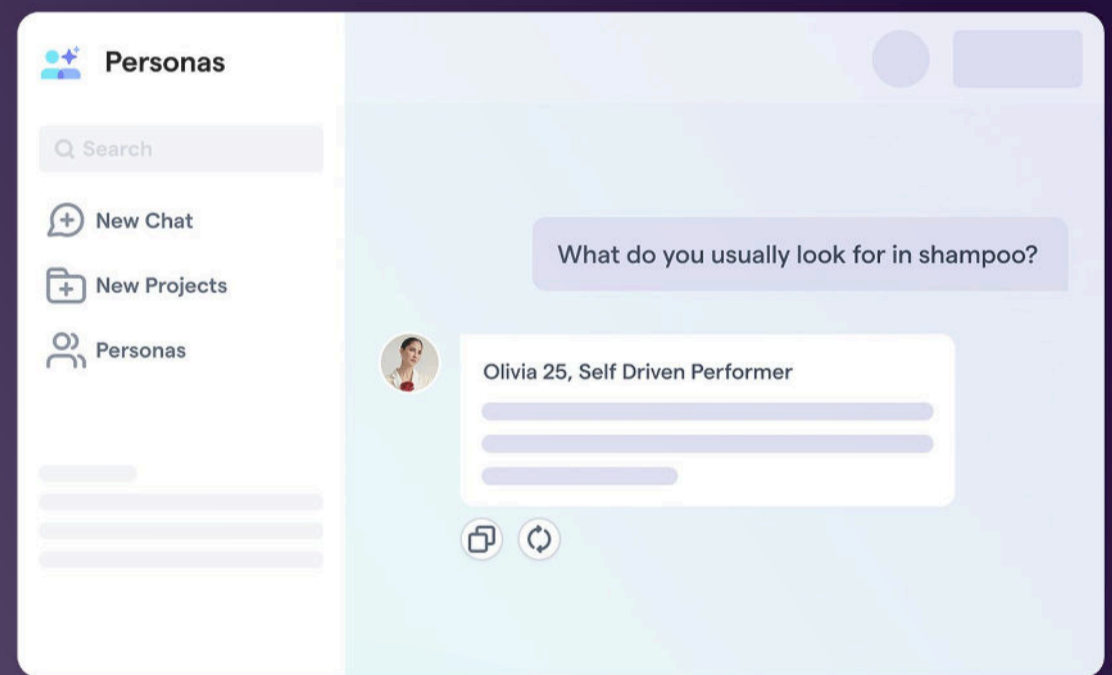 Personas
Search
New Chat
New Projects
Personas
What do you usually look for in shampoo?
Olivia 25, Self Driven Performer